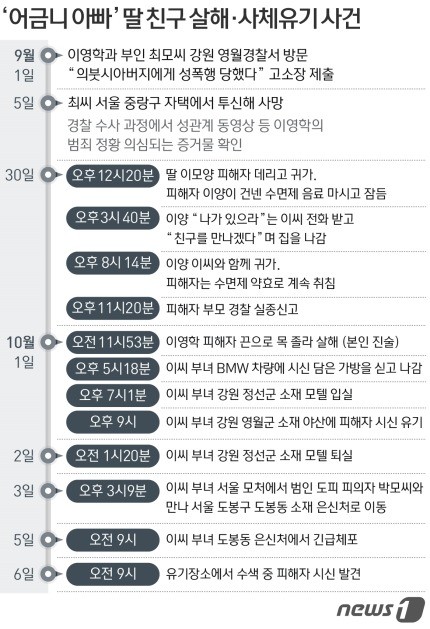 ‘어금니 아빠’ 딸 친구 살해·사체유기 사건
9월
1일
이영학과 부인 최모씨 강원 영월경찰서 방문
“의붓시아버지에게 성폭행 당했다” 고소장 제출
5일
최씨 서울 중랑구 자택에서 투신해 사망
경찰 수사 과정에서 성관계 동영상 등 이영학의
범죄 정황 의심되는 증거물 확인
30일
오후12시20분
딸 이모양 피해자 데리고 귀가.
피해자 이양이 건넨 수면제 음료 마시고 잠듦
오후3시 40분
이양 “나가 있으라”는 이씨 전화 받고
“친구를 만나겠다”며 집을 나감
오후 8시 14분
이양 이씨와 함께 귀가.
피해자는 수면제 약효로 계속 취침
오후11시20분
피해자 부모 경찰 실종신고
10월
1일
오전11시53분
이영학 피해자 끈으로 목 졸라 살해 (본인 진술)
오후 5시18분
이씨 부녀 BMW 차량에 시신 담은 가방을 싣고 나감
오후 7시1분
이씨 부녀 강원 정선군 소재 모텔 입실
오후 9시
이씨 부녀 강원 영월군 소재 야산에 피해자 시신 유기
2일
오전 1시20분
이씨 부녀 강원 정선군 소재 모텔 퇴실
3일
오후 3시9분
이씨 부녀 서울 모처에서 범인 도피 피의자 박모씨와
만나 서울 도봉구 도봉동 소재 은신처로 이동
5일
오전 9시
이씨 부녀 도봉동 은신처에서 긴급체포
6일
오전 9시
유기장소에서 수색 중 피해자 시신 발견
news1